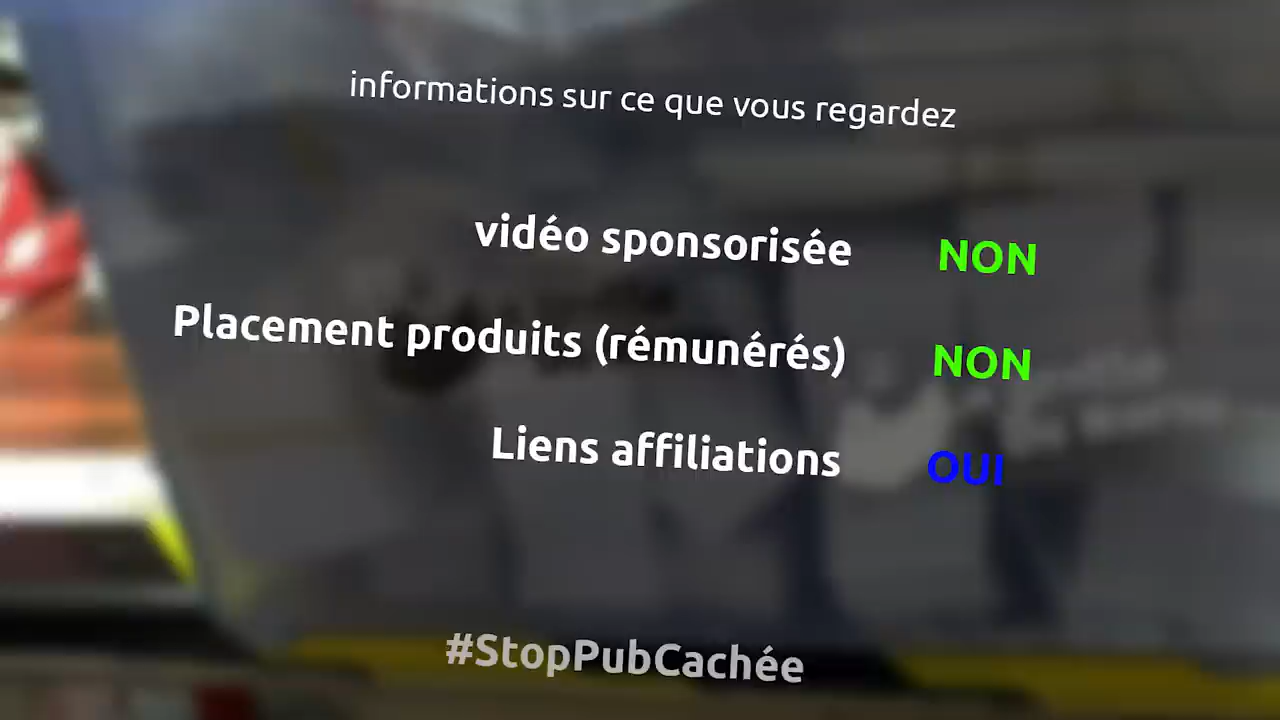 informations sur ce que vous regardez
vidéo sponsorisée NON
Placement produits (rémunérés) NON
Liens affiliations OUI
#StopPubCachée